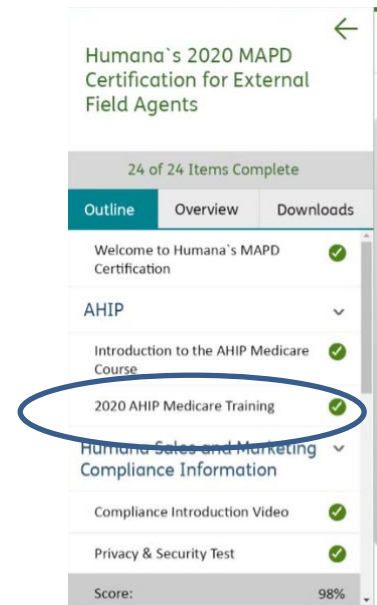 Humana`s 2020 MAPD
Certification for External
Field Agents
24 of 24 Items Complete
Outline Overview Downloads
Welcome to Humana`s MAPD
Certification
AHIP
Introduction to the AHIP Medicare
Course
2020 AHIP Medicare Training
Humana Sales and Marketing
Compliance Information
Compliance Introduction Video
Privacy & Security Test
Score: 98%